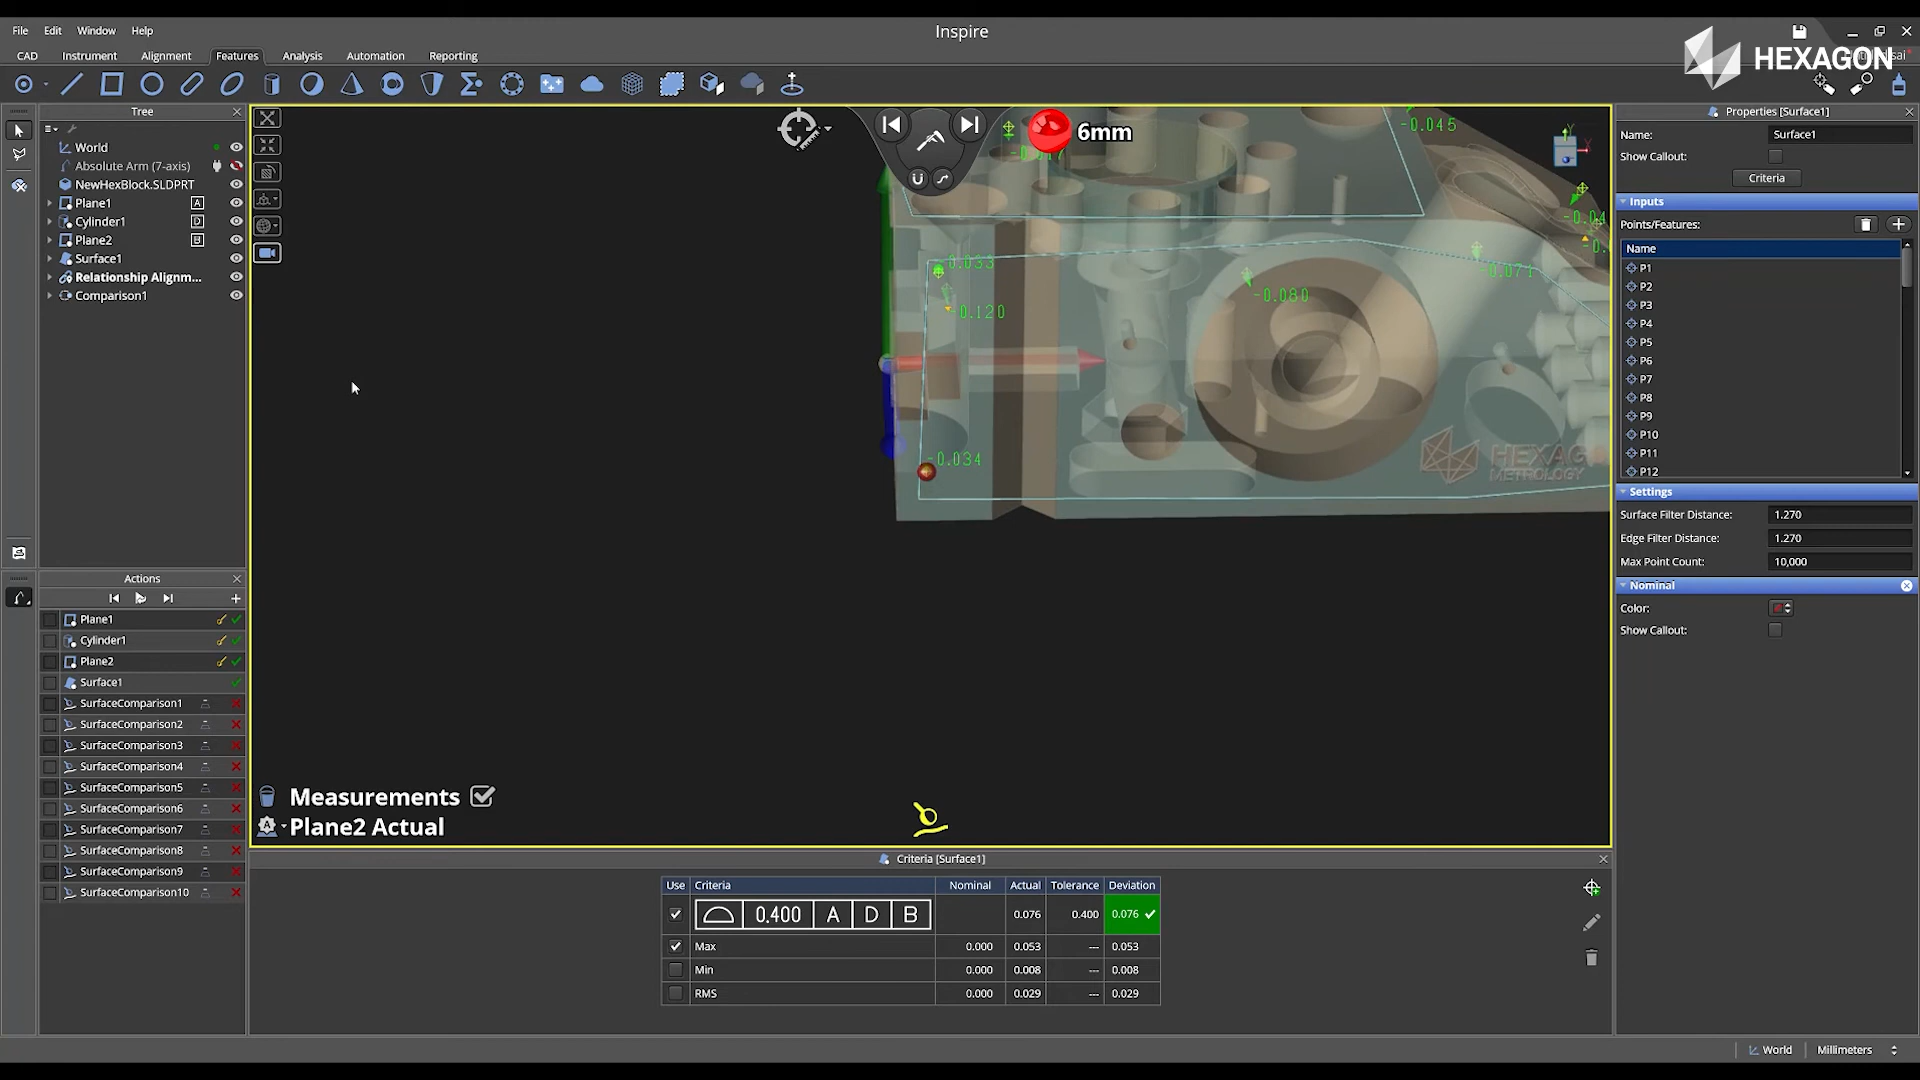 File Edit Window Help
Inspire
HEXAGON
CAD Instrument Alignment Features Analysis Automation Reporting
Tree
World
Absolute Arm (7-axis)
NewHexBlock.SLDPRT
Plane1 A
Cylinder1 D
Plane2 B
Surface1
Relationship Alignm...
Comparison1
Actions
Plane1
Cylinder1
Plane2
Surface1
SurfaceComparison1
SurfaceComparison2
SurfaceComparison3
SurfaceComparison4
SurfaceComparison5
SurfaceComparison6
SurfaceComparison7
SurfaceComparison8
SurfaceComparison9
SurfaceComparison10
6mm
-0.045
0.033
-0.120
-0.080
-0.071
-0.034
HEXAG
METROLOGY
Measurements
Plane2 Actual
Criteria [Surface1]
Use Criteria Nominal Actual Tolerance Deviation
0.400 A D B 0.076 0.400 0.076
Max 0.000 0.053 --- 0.053
Min 0.000 0.008 --- 0.008
RMS 0.000 0.029 --- 0.029
Properties [Surface1]
Name: Surface1
Show Callout:
Criteria
Inputs
Points/Features:
Name
P1
P2
P3
P4
P5
P6
P7
P8
P9
P10
P11
P12
Settings
Surface Filter Distance: 1.270
Edge Filter Distance: 1.270
Max Point Count: 10,000
Nominal
Color:
Show Callout:
World Millimeters